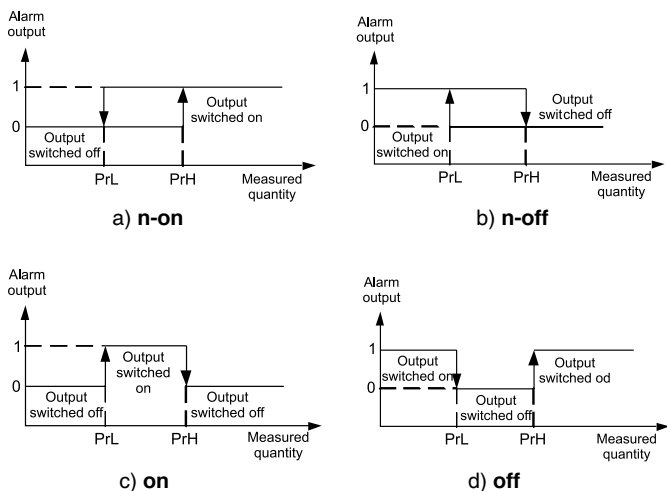 Alarm
output
1
0
Output
switched off
Output
switched on
PrL
PrH
Measured
quantity
a) n-on
Alarm
output
1
0
Output
switched on
Output
switched off
PrL
PrH
Measured
quantity
b) n-off
Alarm
output
1
0
Output
switched off
Output
switched
on
Output
switched off
PrL
PrH
Measured
quantity
c) on
Alarm
output
1
0
Output
switched on
Output
switched off
Output
switched od
PrL
PrH
Measured
quantity
d) off